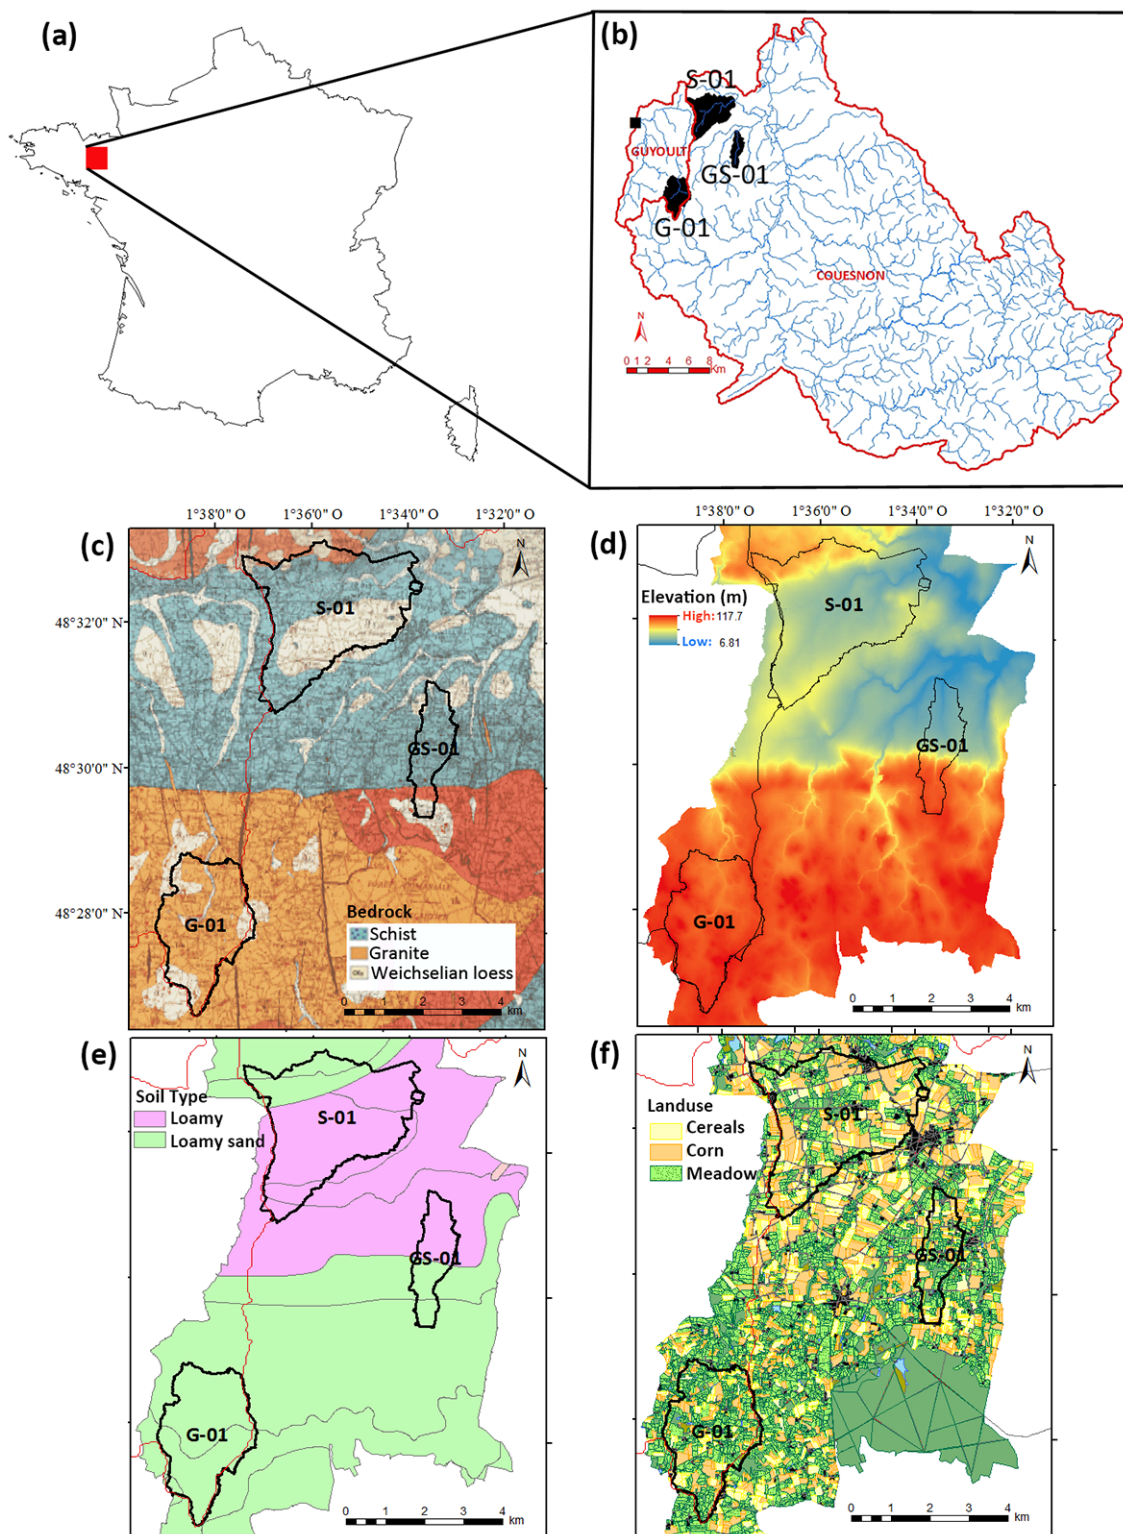 (a)
(b)
S-01
GUYOULT
GS-01
G-01
COUESNON
N
0 1 2 4 6 8
Km
1°38'0" O 1°36'0" O 1°34'0" O 1°32'0" O
(c)
N
S-01
48°32'0" N
GS-01
48°30'0" N
48°28'0" N
G-01
Bedrock
Schist
Granite
Weichselian loess
0 1 2 3 4
km
1°38'0" O 1°36'0" O 1°34'0" O 1°32'0" O
(d)
N
Elevation (m)
High: 117.7
Low: 6.81
S-01
GS-01
G-01
0 1 2 3 4
km
(e)
N
Soil Type
Loamy
Loamy sand
S-01
GS-01
G-01
0 1 2 3 4
km
(f)
N
Landuse
Cereals
Corn
Meadow
S-01
GS-01
G-01
0 1 2 3 4
km